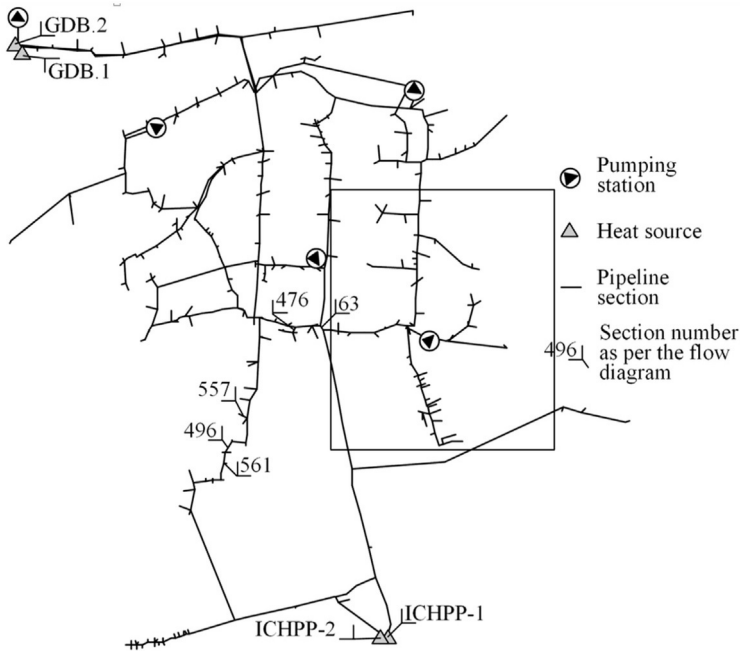 GDB.2
GDB.1
Pumping
station
Heat source
Pipeline
section
496
Section number
as per the flow
diagram
476
63
557
496
561
ICHPP-2
ICHPP-1